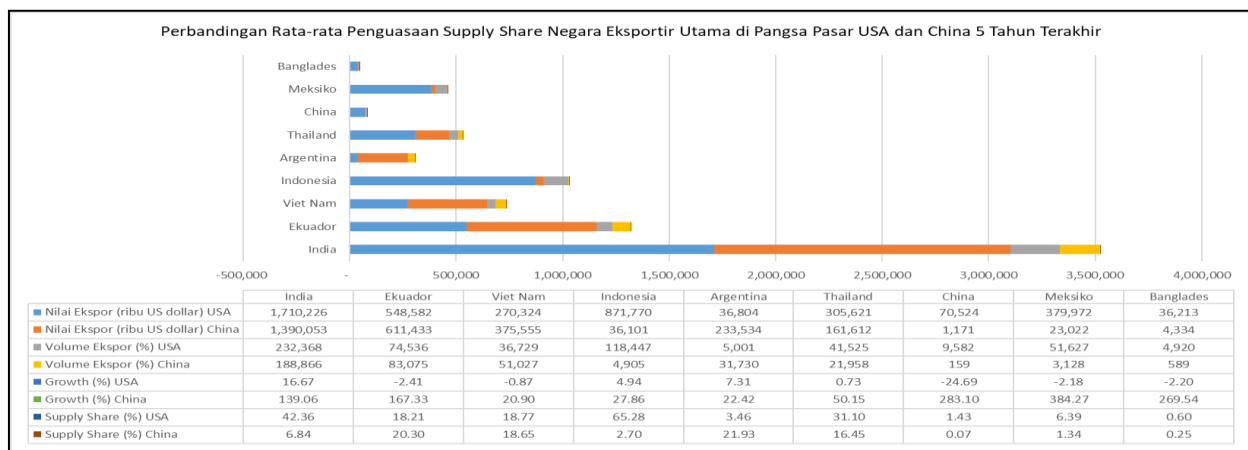 Perbandingan Rata-rata Penguasaan Supply Share Negara Eksportir Utama di Pangsa Pasar USA dan China 5 Tahun Terakhir
Banglades
Meksiko
China
Thailand
Argentina
Indonesia
Viet Nam
Ekuador
India
-500,000 - 500,000 1,000,000 1,500,000 2,000,000 2,500,000 3,000,000 3,500,000 4,000,000
India Ekuador Viet Nam Indonesia Argentina Thailand China Meksiko Banglades
Nilai Ekspor (ribu US dollar) USA 1,710,226 548,582 270,324 871,770 36,804 305,621 70,524 379,972 36,213
Nilai Ekspor (ribu US dollar) China 1,390,053 611,433 375,555 36,101 233,534 161,612 1,171 23,022 4,334
Volume Ekspor (%) USA 232,368 74,536 36,729 118,447 5,001 41,525 9,582 51,627 4,920
Volume Ekspor (%) China 188,866 83,075 51,027 4,905 31,730 21,958 159 3,128 589
Growth (%) USA 16.67 -2.41 -0.87 4.94 7.31 0.73 -24.69 -2.18 -2.20
Growth (%) China 139.06 167.33 20.90 27.86 22.42 50.15 283.10 384.27 269.54
Supply Share (%) USA 42.36 18.21 18.77 65.28 3.46 31.10 1.43 6.39 0.60
Supply Share (%) China 6.84 20.30 18.65 2.70 21.93 16.45 0.07 1.34 0.25